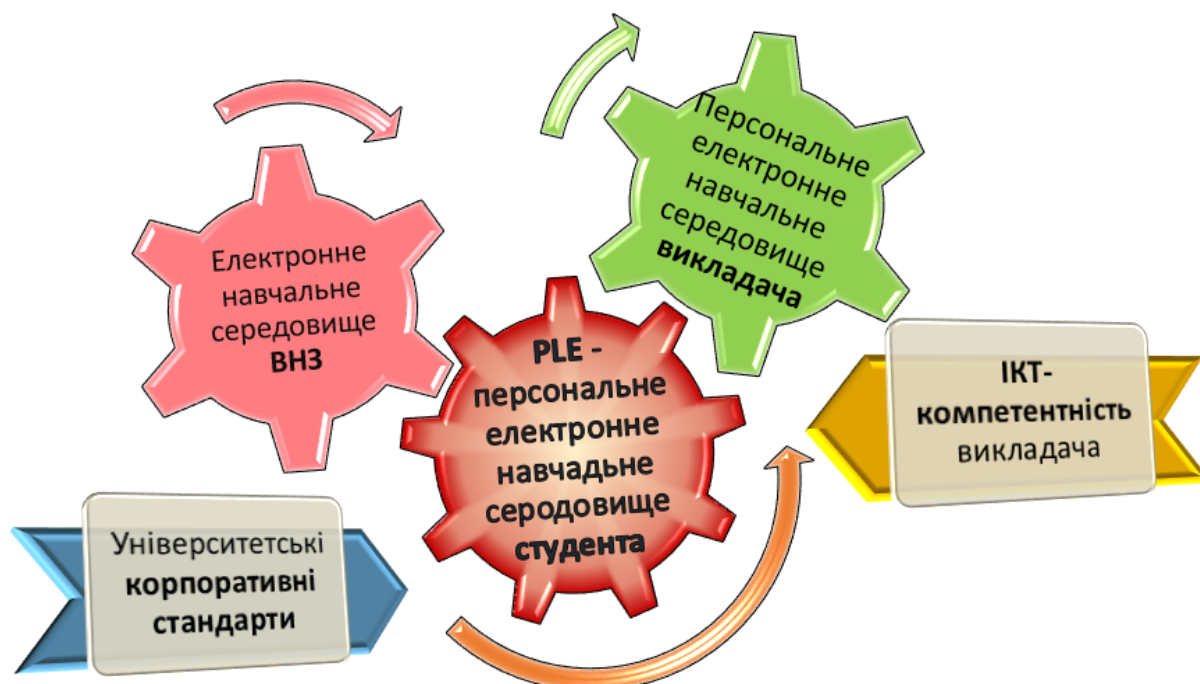 Електронне
навчальне
середовище
ВНЗ
Персональне
електронне
навчальне
середовище
викладача
PLE -
персональне
електронне
навчадьне
серодовище
студента
Університетські
корпоративні
стандарти
ІКТ-
компетентність
викладача